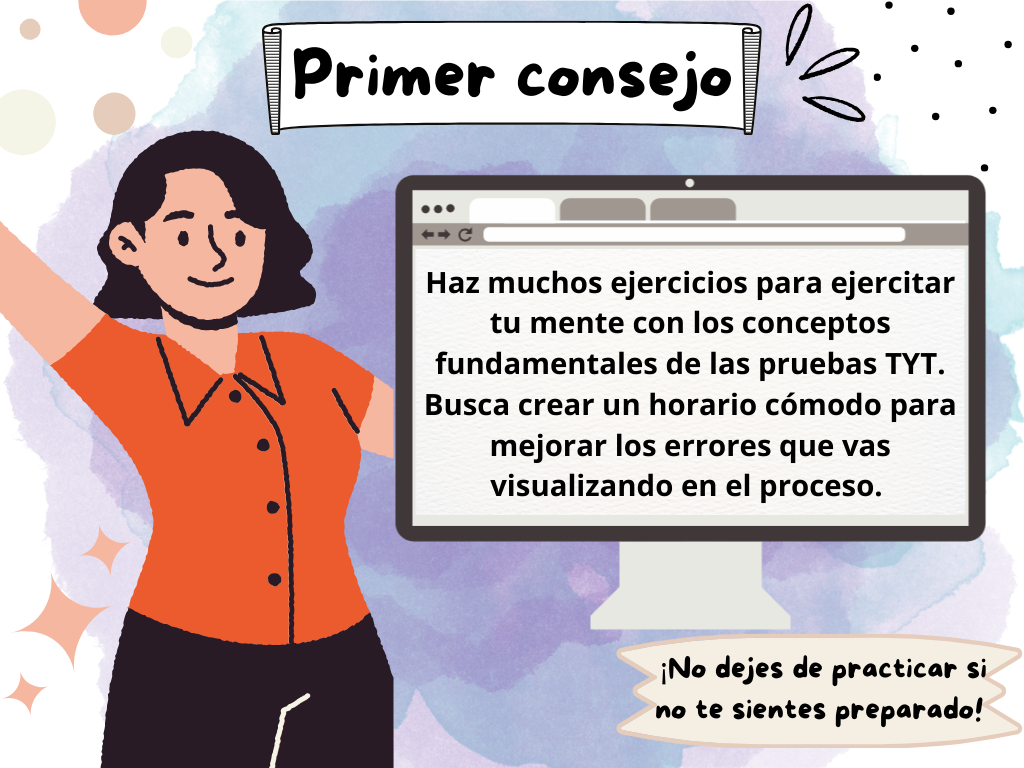 Primer consejo
Haz muchos ejercicios para ejercitar
tu mente con los conceptos
fundamentales de las pruebas TYT.
Busca crear un horario cómodo para
mejorar los errores que vas
visualizando en el proceso.
¡No dejes de practicar si
no te sientes preparado!